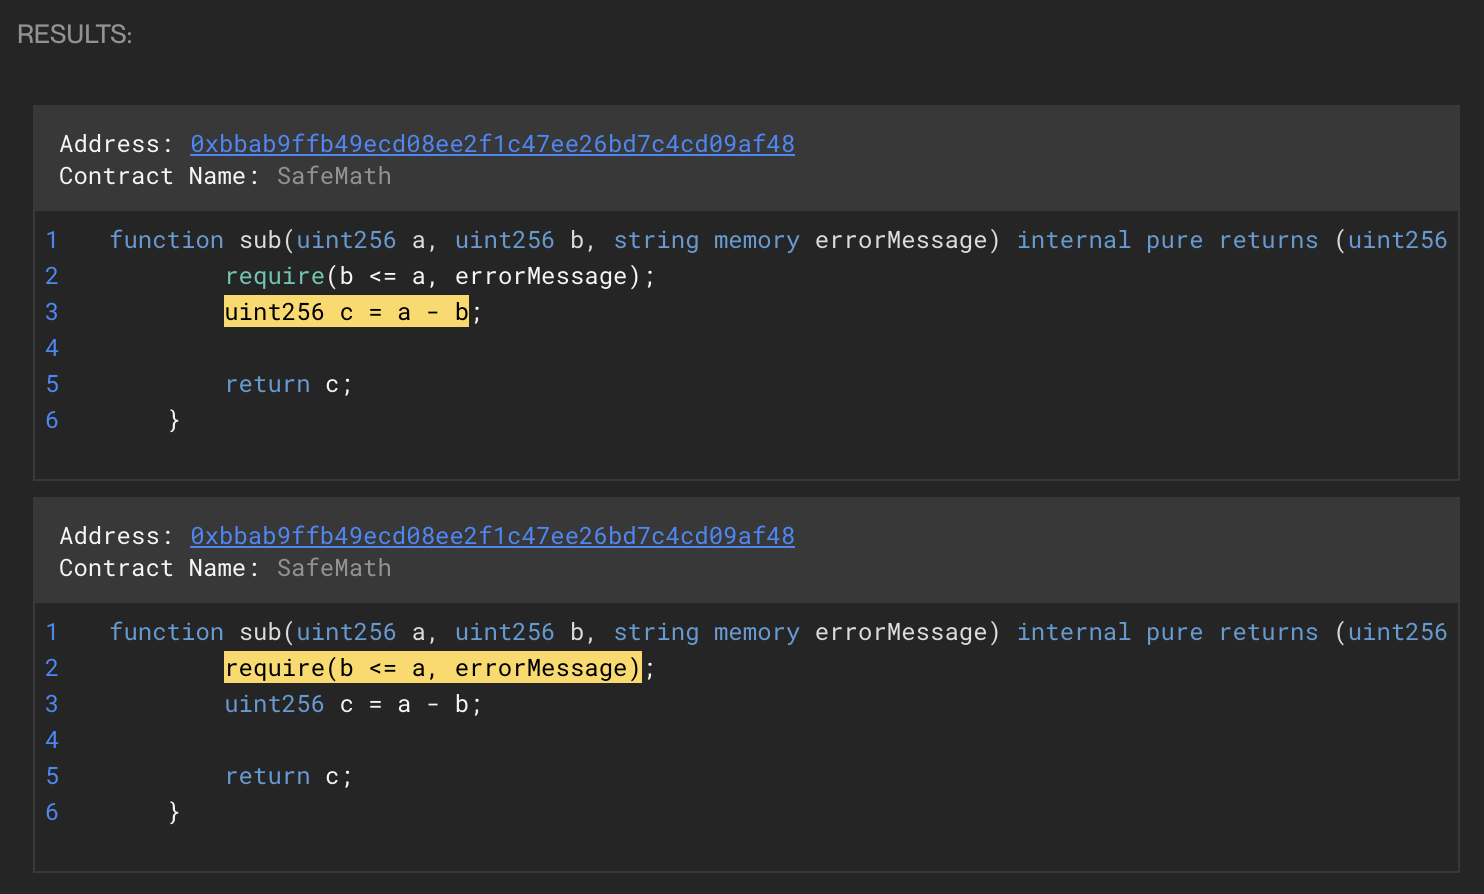 RESULTS:
Address: 0xbbab9ffb49ecd08ee2f1c47ee26bd7c4cd09af48
Contract Name: SafeMath
1 function sub(uint256 a, uint256 b, string memory errorMessage) internal pure returns (uint256
2 require(b <= a, errorMessage);
3 uint256 c = a - b;
4
5 return c;
6 }
Address: 0xbbab9ffb49ecd08ee2f1c47ee26bd7c4cd09af48
Contract Name: SafeMath
1 function sub(uint256 a, uint256 b, string memory errorMessage) internal pure returns (uint256
2 require(b <= a, errorMessage);
3 uint256 c = a - b;
4
5 return c;
6 }